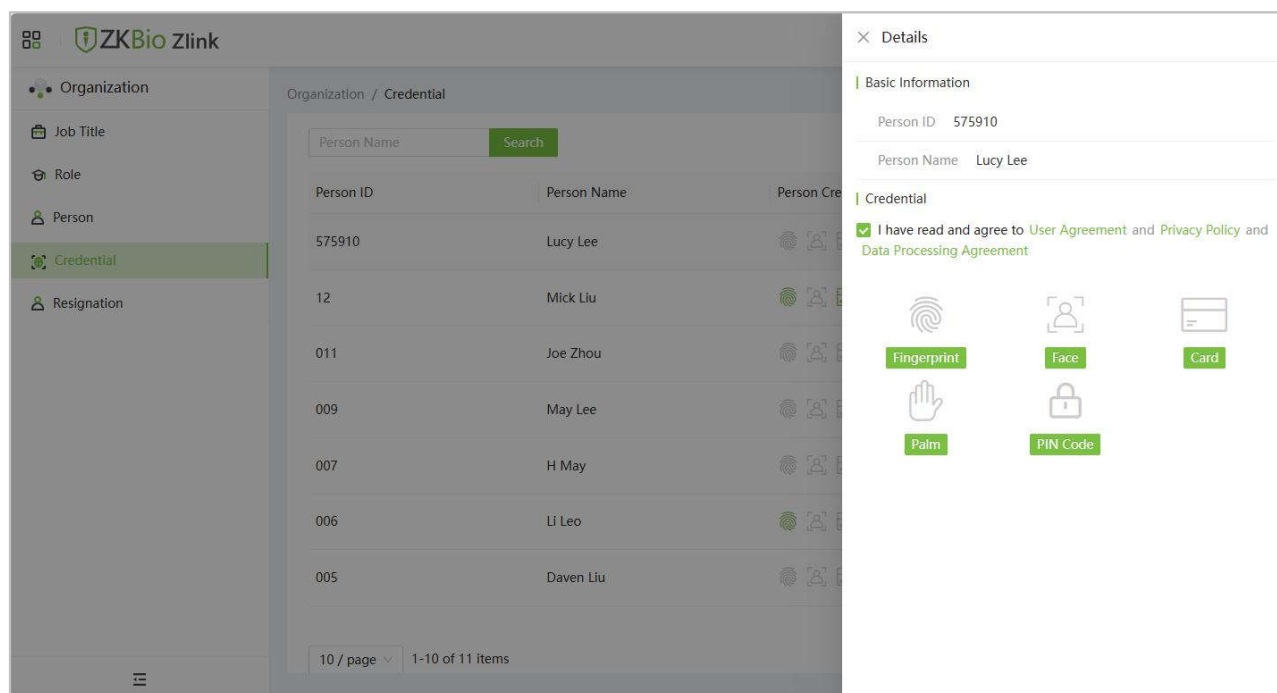 ZKBio Zlink
Organization
Job Title
Role
Person
Credential
Resignation
Organization / Credential
Person Name
Search
Person ID Person Name Person Cre
575910 Lucy Lee
12 Mick Liu
011 Joe Zhou
009 May Lee
007 H May
006 Li Leo
005 Daven Liu
10 / page 1-10 of 11 items
Details
Basic Information
Person ID 575910
Person Name Lucy Lee
Credential
I have read and agree to User Agreement and Privacy Policy and
Data Processing Agreement
Fingerprint Face Card
Palm PIN Code